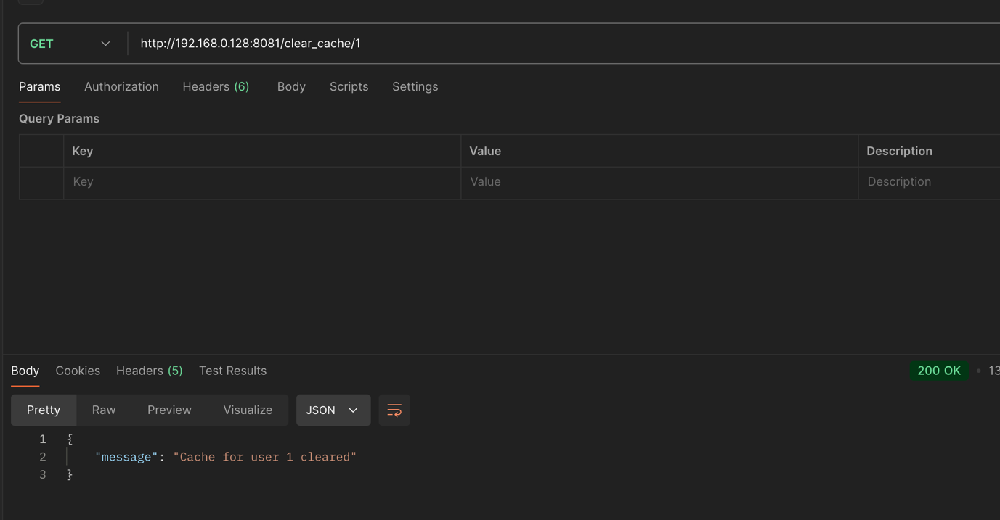 GET http://192.168.0.128:8081/clear_cache/1
Params Authorization Headers (6) Body Scripts Settings
Query Params
Key Value Description
Key Value Description
Body Cookies Headers (5) Test Results 200 OK • 13
Pretty Raw Preview Visualize JSON
1 {
2 "message": "Cache for user 1 cleared"
3 }